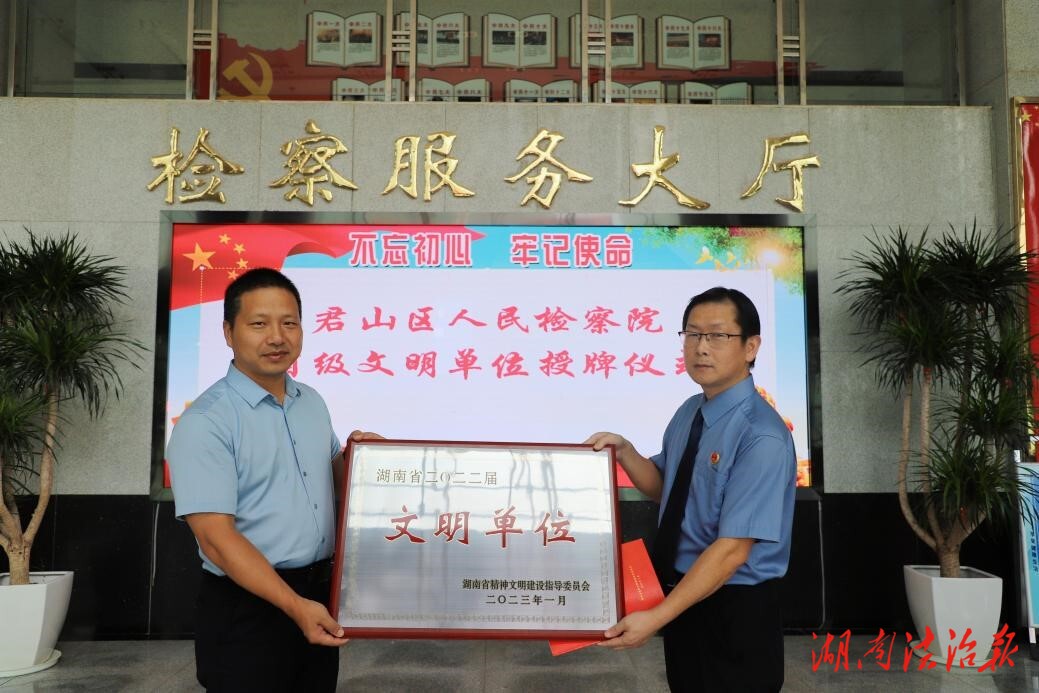 检察服务大厅
不忘初心 牢记使命
君山区人民检察院
级文明单位授牌仪式
湖南省二〇二二届
文明单位
湖南省精神文明建设指导委员会
二〇二三年一月
湖南法治报